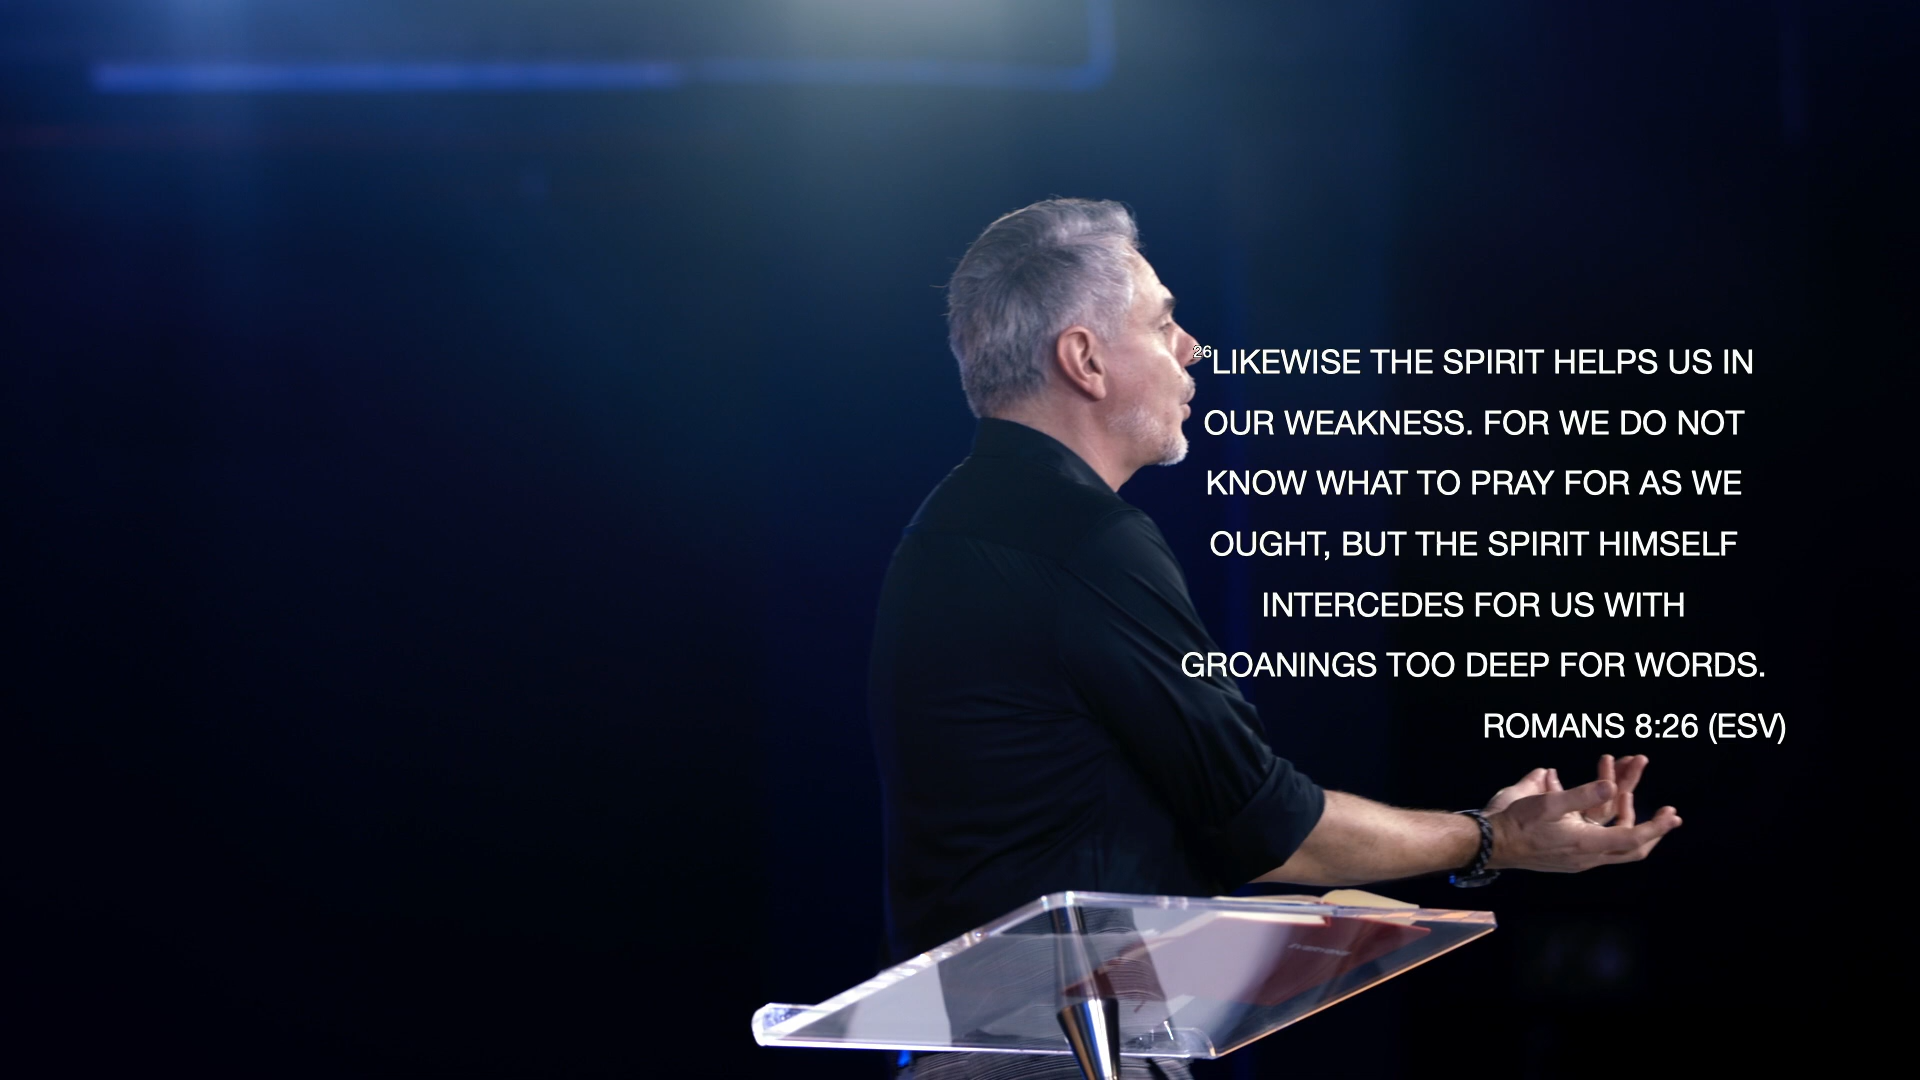 26LIKEWISE THE SPIRIT HELPS US IN
OUR WEAKNESS. FOR WE DO NOT
KNOW WHAT TO PRAY FOR AS WE
OUGHT, BUT THE SPIRIT HIMSELF
INTERCEDES FOR US WITH
GROANINGS TOO DEEP FOR WORDS.
ROMANS 8:26 (ESV)